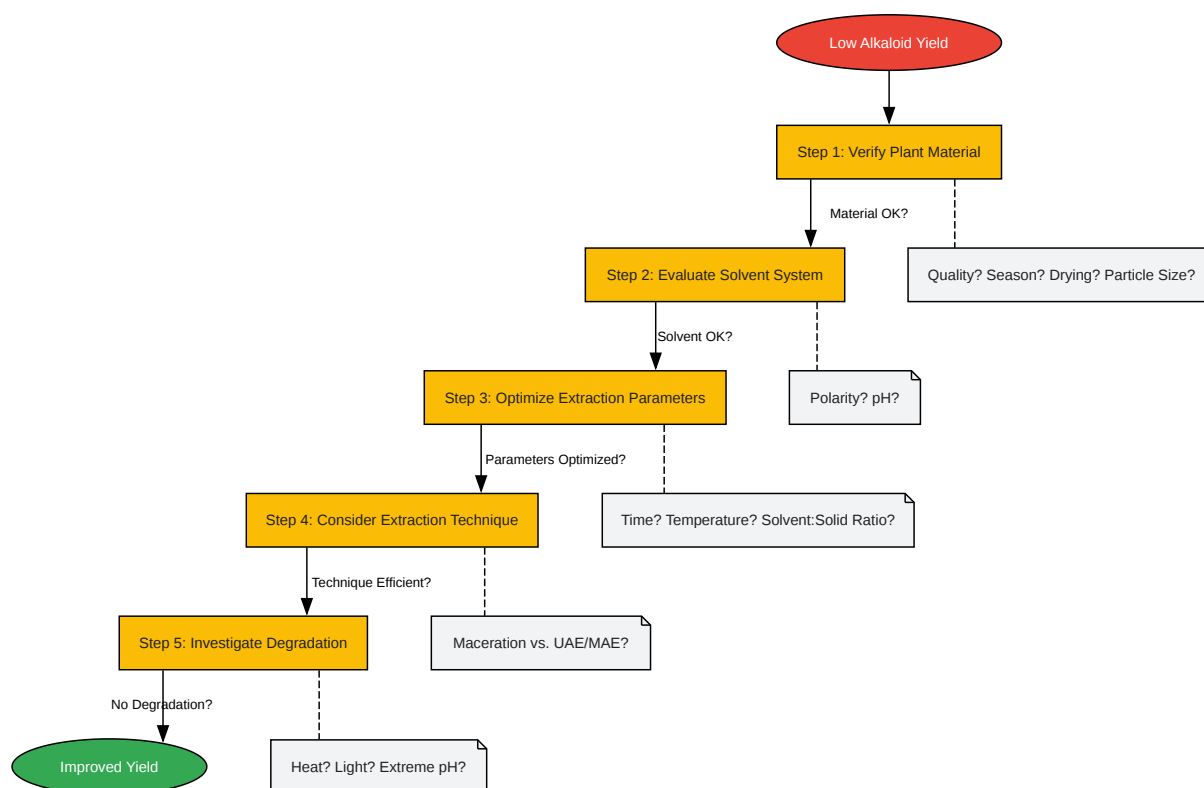 Low Alkaloid Yield
Step 1: Verify Plant Material
Material OK?
Step 2: Evaluate Solvent System
Quality? Season? Drying? Particle Size?
Solvent OK?
Step 3: Optimize Extraction Parameters
Polarity? pH?
Parameters Optimized?
Step 4: Consider Extraction Technique
Time? Temperature? Solvent:Solid Ratio?
Technique Efficient?
Step 5: Investigate Degradation
Maceration vs. UAE/MAE?
No Degradation?
Improved Yield
Heat? Light? Extreme pH?